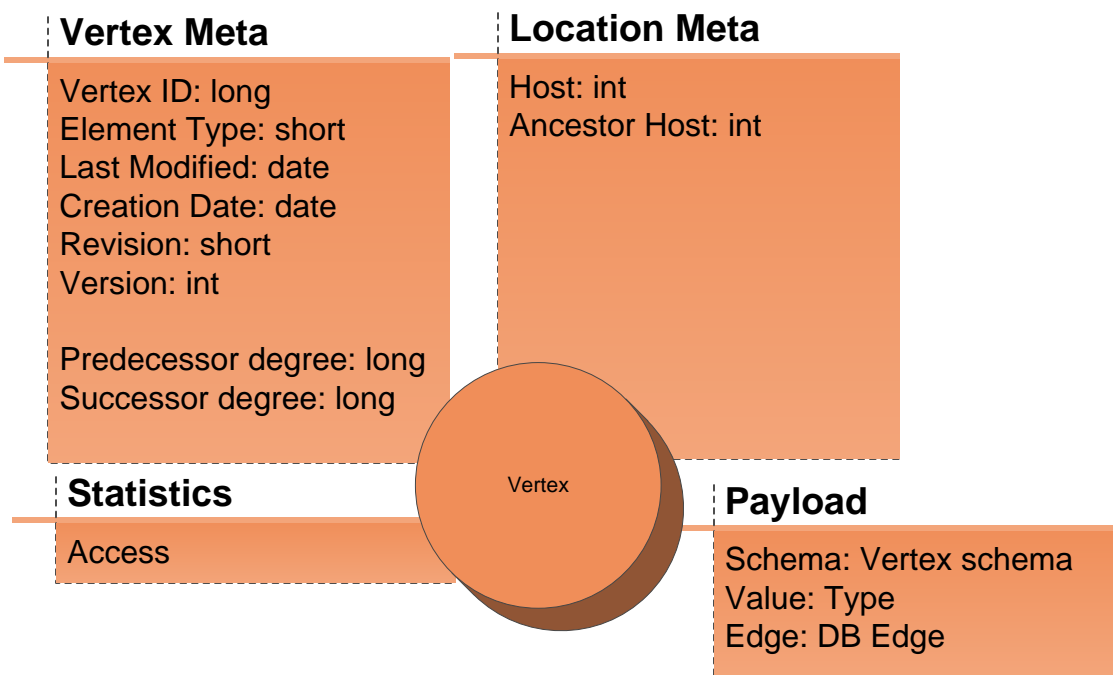 Vertex Meta
Vertex ID: long
Element Type: short
Last Modified: date
Creation Date: date
Revision: short
Version: int
Predecessor degree: long
Successor degree: long
Location Meta
Host: int
Ancestor Host: int
Vertex
Statistics
Access
Payload
Schema: Vertex schema
Value: Type
Edge: DB Edge